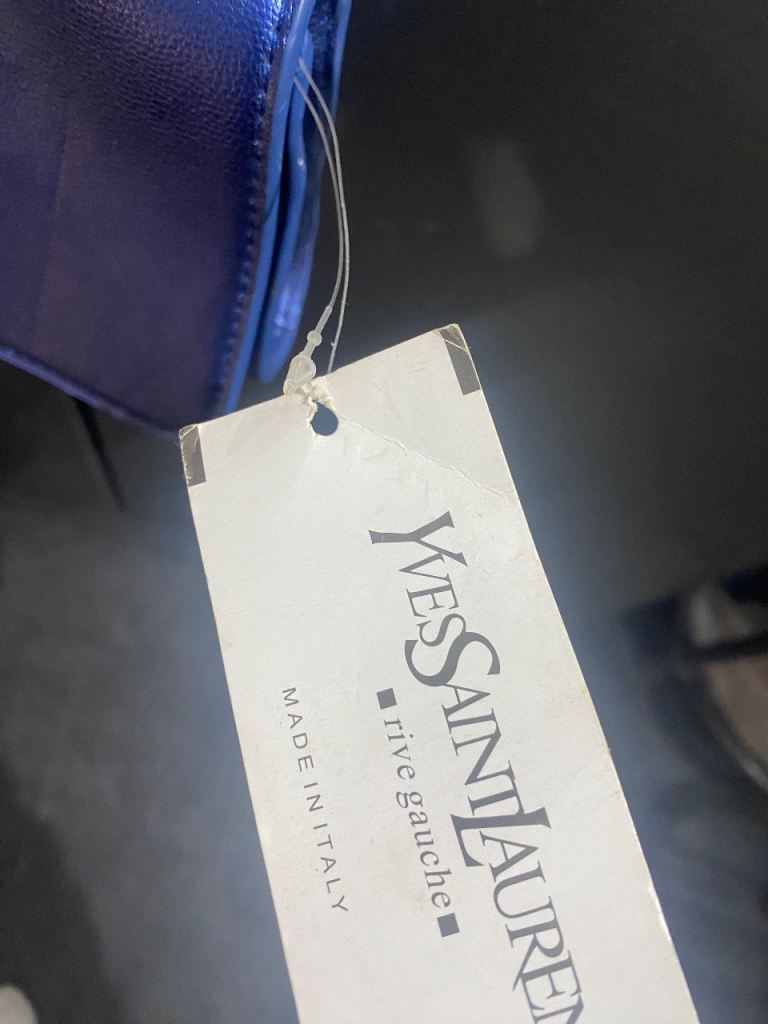 YVES SAINT LAUREN
rive gauche
MADE IN ITALY